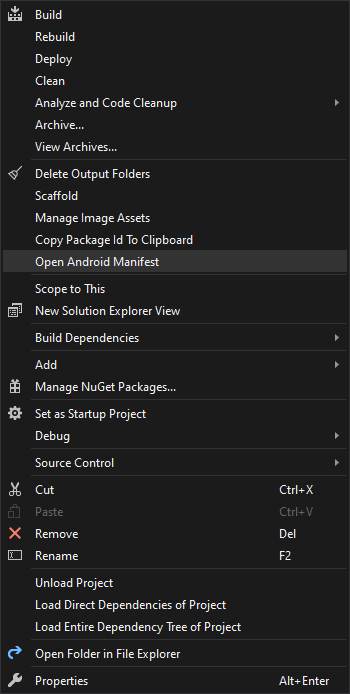 Build
Rebuild
Deploy
Clean
Analyze and Code Cleanup
Archive...
View Archives...
Delete Output Folders
Scaffold
Manage Image Assets
Copy Package Id To Clipboard
Open Android Manifest
Scope to This
New Solution Explorer View
Build Dependencies
Add
Manage NuGet Packages...
Set as Startup Project
Debug
Source Control
Cut Ctrl+X
Paste Ctrl+V
Remove Del
Rename F2
Unload Project
Load Direct Dependencies of Project
Load Entire Dependency Tree of Project
Open Folder in File Explorer
Properties Alt+Enter